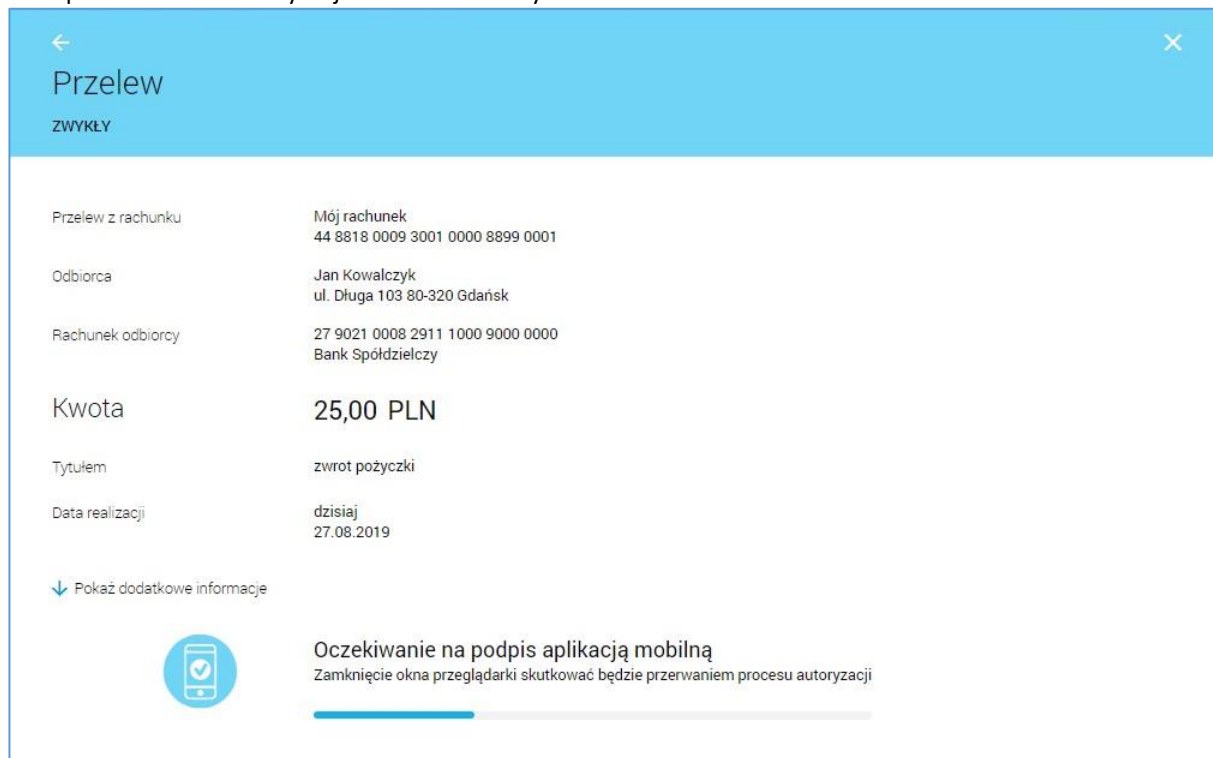 Przelew
ZWYKŁY
Przelew z rachunku
Mój rachunek
44 8818 0009 3001 0000 8899 0001
Odbiorca
Jan Kowalczyk
ul. Długa 103 80-320 Gdańsk
Rachunek odbiorcy
27 9021 0008 2911 1000 9000 0000
Bank Spółdzielczy
Kwota
25,00 PLN
Tytułem
zwrot pożyczki
Data realizacji
dzisiaj
27.08.2019
Pokaż dodatkowe informacje
Oczekiwanie na podpis aplikacją mobilną
Zamknięcie okna przeglądarki skutkować będzie przerwaniem procesu autoryzacji